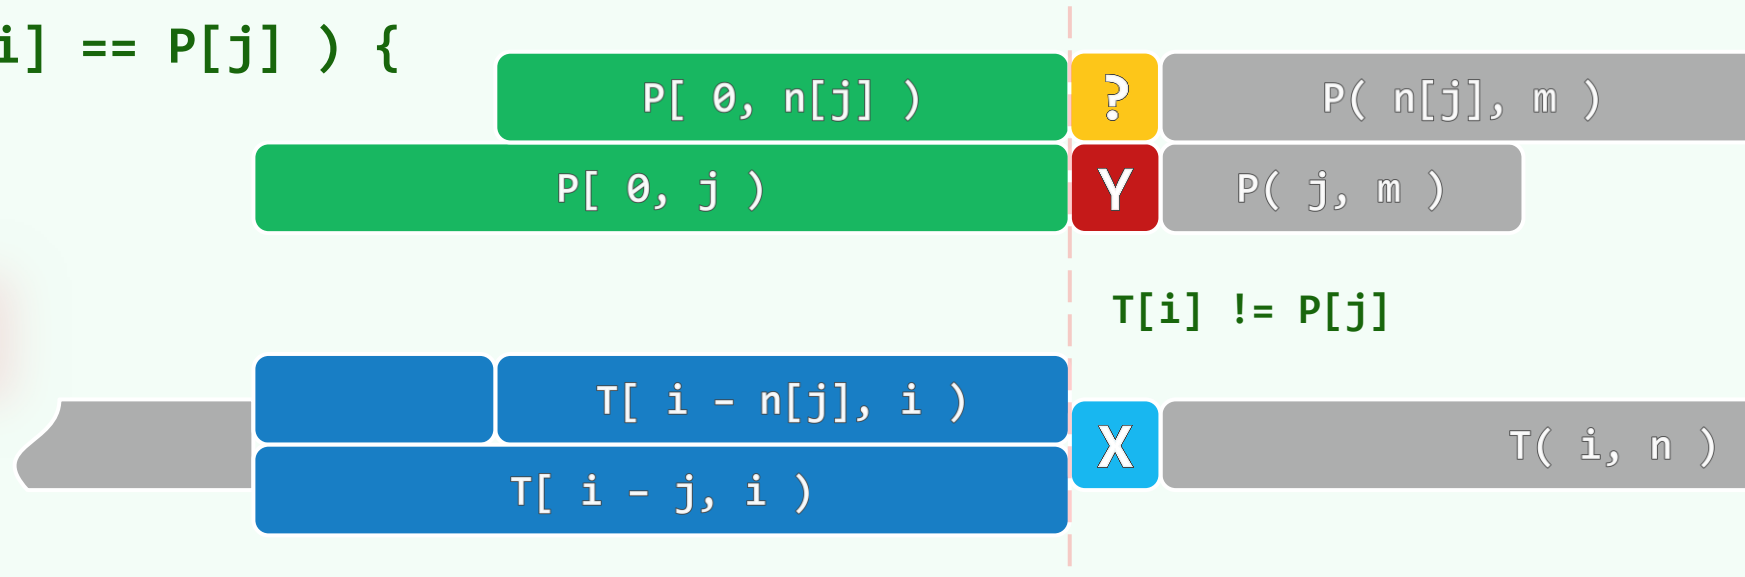 i] == P[j] ) {
P[ 0, n[j] ) ? P( n[j], m )
P[ 0, j ) Y P( j, m )
T[i] != P[j]
T[ i - n[j], i )
X T( i, n )
T[ i - j, i )